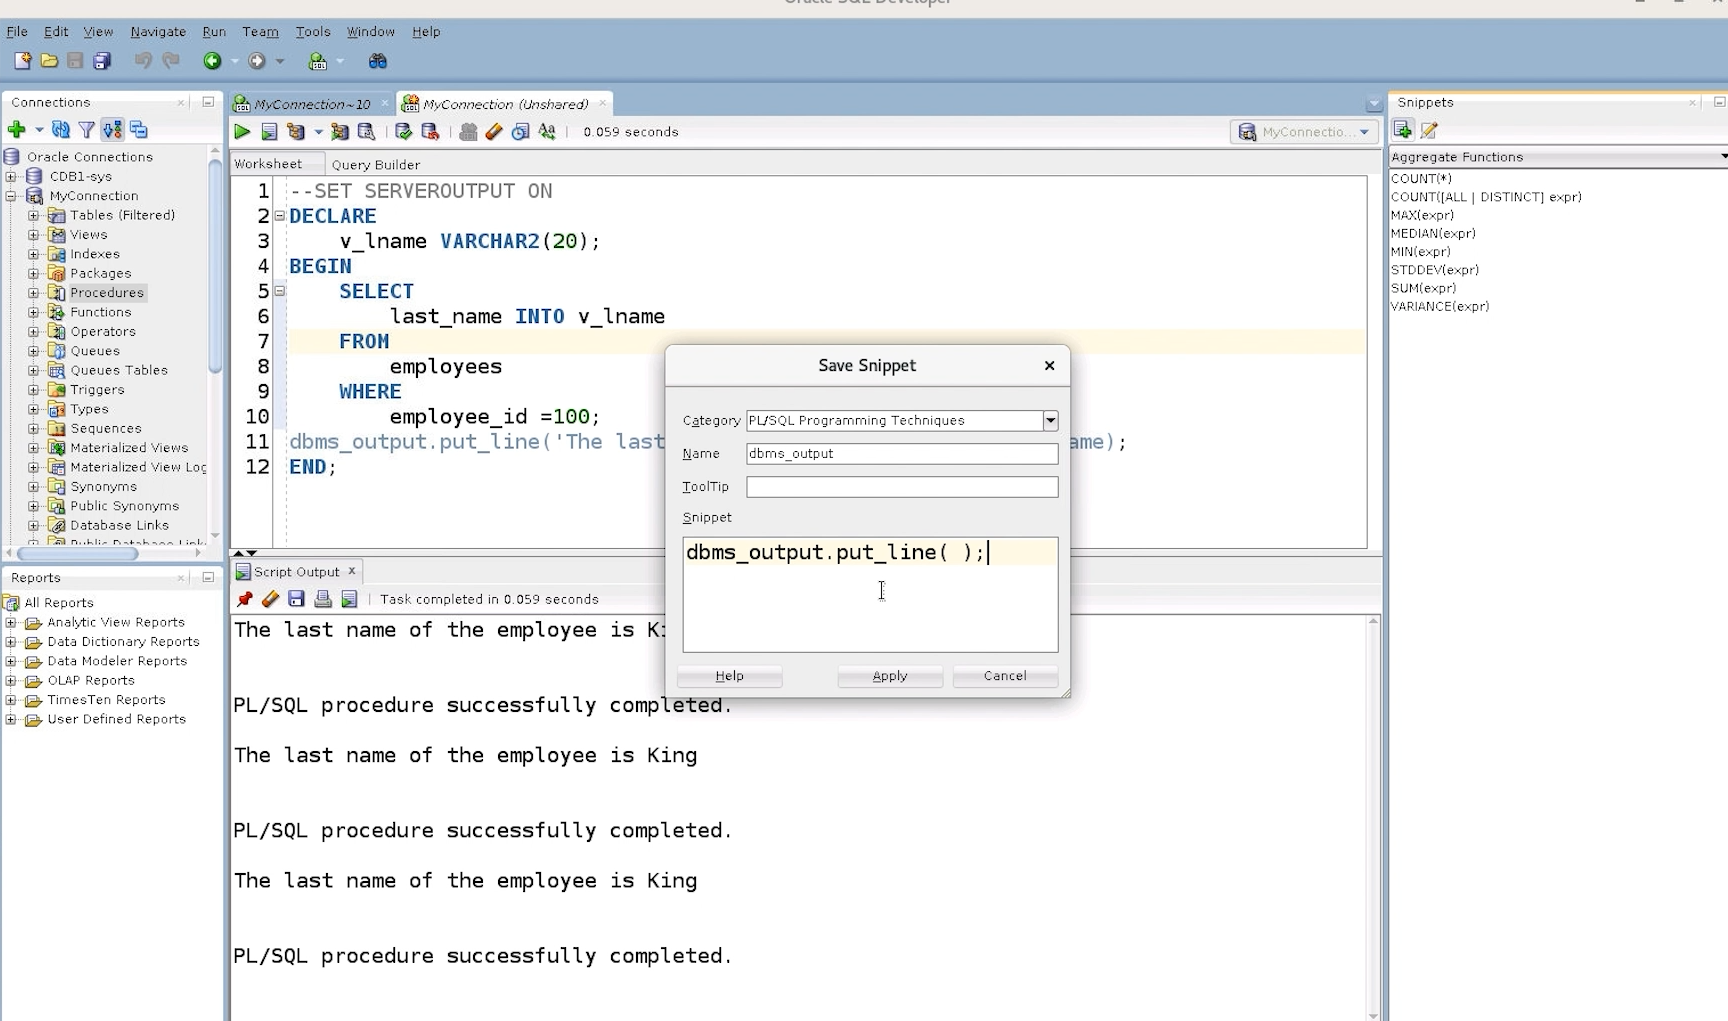 Oracle SQL Developer
File Edit View Navigate Run Team Tools Window Help
Connections
Oracle Connections
CDB1-sys
MyConnection
Tables (Filtered)
Views
Indexes
Packages
Procedures
Functions
Operators
Queues
Queues Tables
Triggers
Types
Sequences
Materialized Views
Materialized View Log
Synonyms
Public Synonyms
Database Links
Public Database Link
Reports
All Reports
Analytic View Reports
Data Dictionary Reports
Data Modeler Reports
OLAP Reports
TimesTen Reports
User Defined Reports
MyConnection~10 MyConnection (Unshared)
0.059 seconds
MyConnectio...
Worksheet Query Builder
1 --SET SERVEROUTPUT ON
2 DECLARE
3 v_lname VARCHAR2(20);
4 BEGIN
5 SELECT
6 last_name INTO v_lname
7 FROM
8 employees
9 WHERE
10 employee_id =100;
11 dbms_output.put_line('The last ame);
12 END;
Save Snippet
Category PL/SQL Programming Techniques
Name dbms_output
ToolTip
Snippet
dbms_output.put_line( );
Help Apply Cancel
Script Output
Task completed in 0.059 seconds
The last name of the employee is Ki
PL/SQL procedure successfully completed.
The last name of the employee is King
PL/SQL procedure successfully completed.
The last name of the employee is King
PL/SQL procedure successfully completed.
Snippets
Aggregate Functions
COUNT(*)
COUNT([ALL | DISTINCT] expr)
MAX(expr)
MEDIAN(expr)
MIN(expr)
STDDEV(expr)
SUM(expr)
VARIANCE(expr)